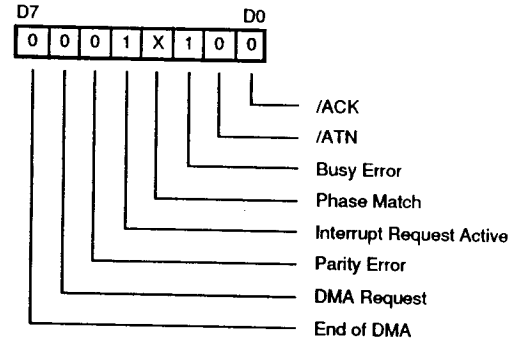 D7 D0
0 0 0 1 X 1 0 0
/ACK
/ATN
Busy Error
Phase Match
Interrupt Request Active
Parity Error
DMA Request
End of DMA